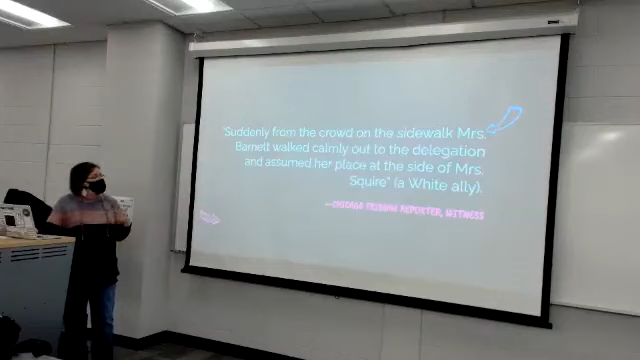 "Suddenly from the crowd on the sidewalk Mrs.
Barnett walked calmly out to the delegation
and assumed her place at the side of Mrs.
Squire" (a White ally).
—CHICAGO TRIBUNE REPORTER, WITNESS